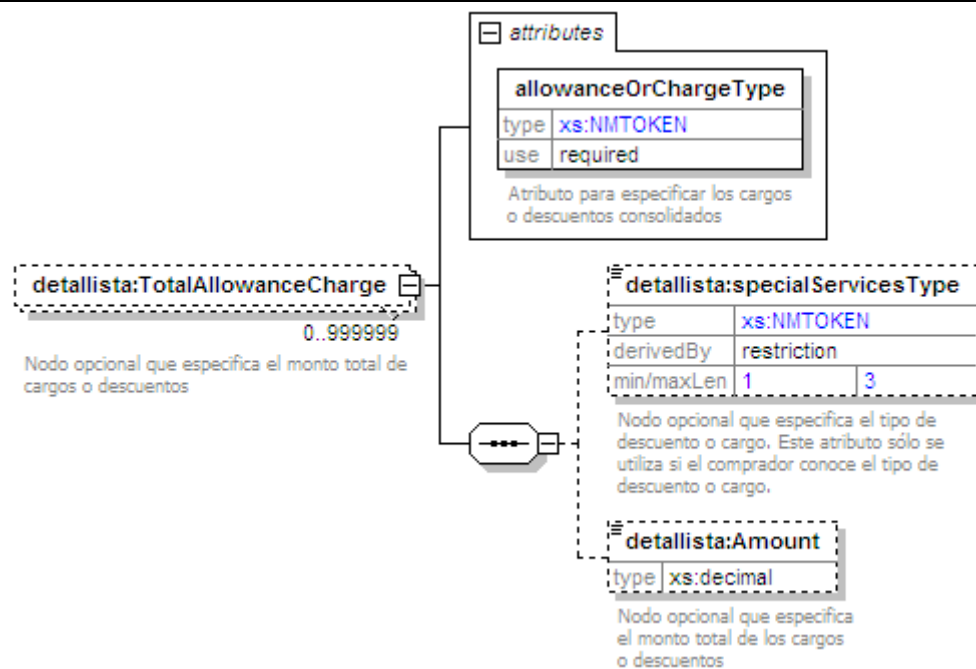 attributes
allowanceOrChargeType
type xs:NMTOKEN
use required
Atributo para especificar los cargos
o descuentos consolidados
detallista:TotalAllowanceCharge
0..999999
Nodo opcional que especifica el monto total de
cargos o descuentos
detallista:specialServicesType
type xs:NMTOKEN
derivedBy restriction
min/maxLen 1 3
Nodo opcional que especifica el tipo de
descuento o cargo. Este atributo sólo se
utiliza si el comprador conoce el tipo de
descuento o cargo.
detallista:Amount
type xs:decimal
Nodo opcional que especifica
el monto total de los cargos
o descuentos